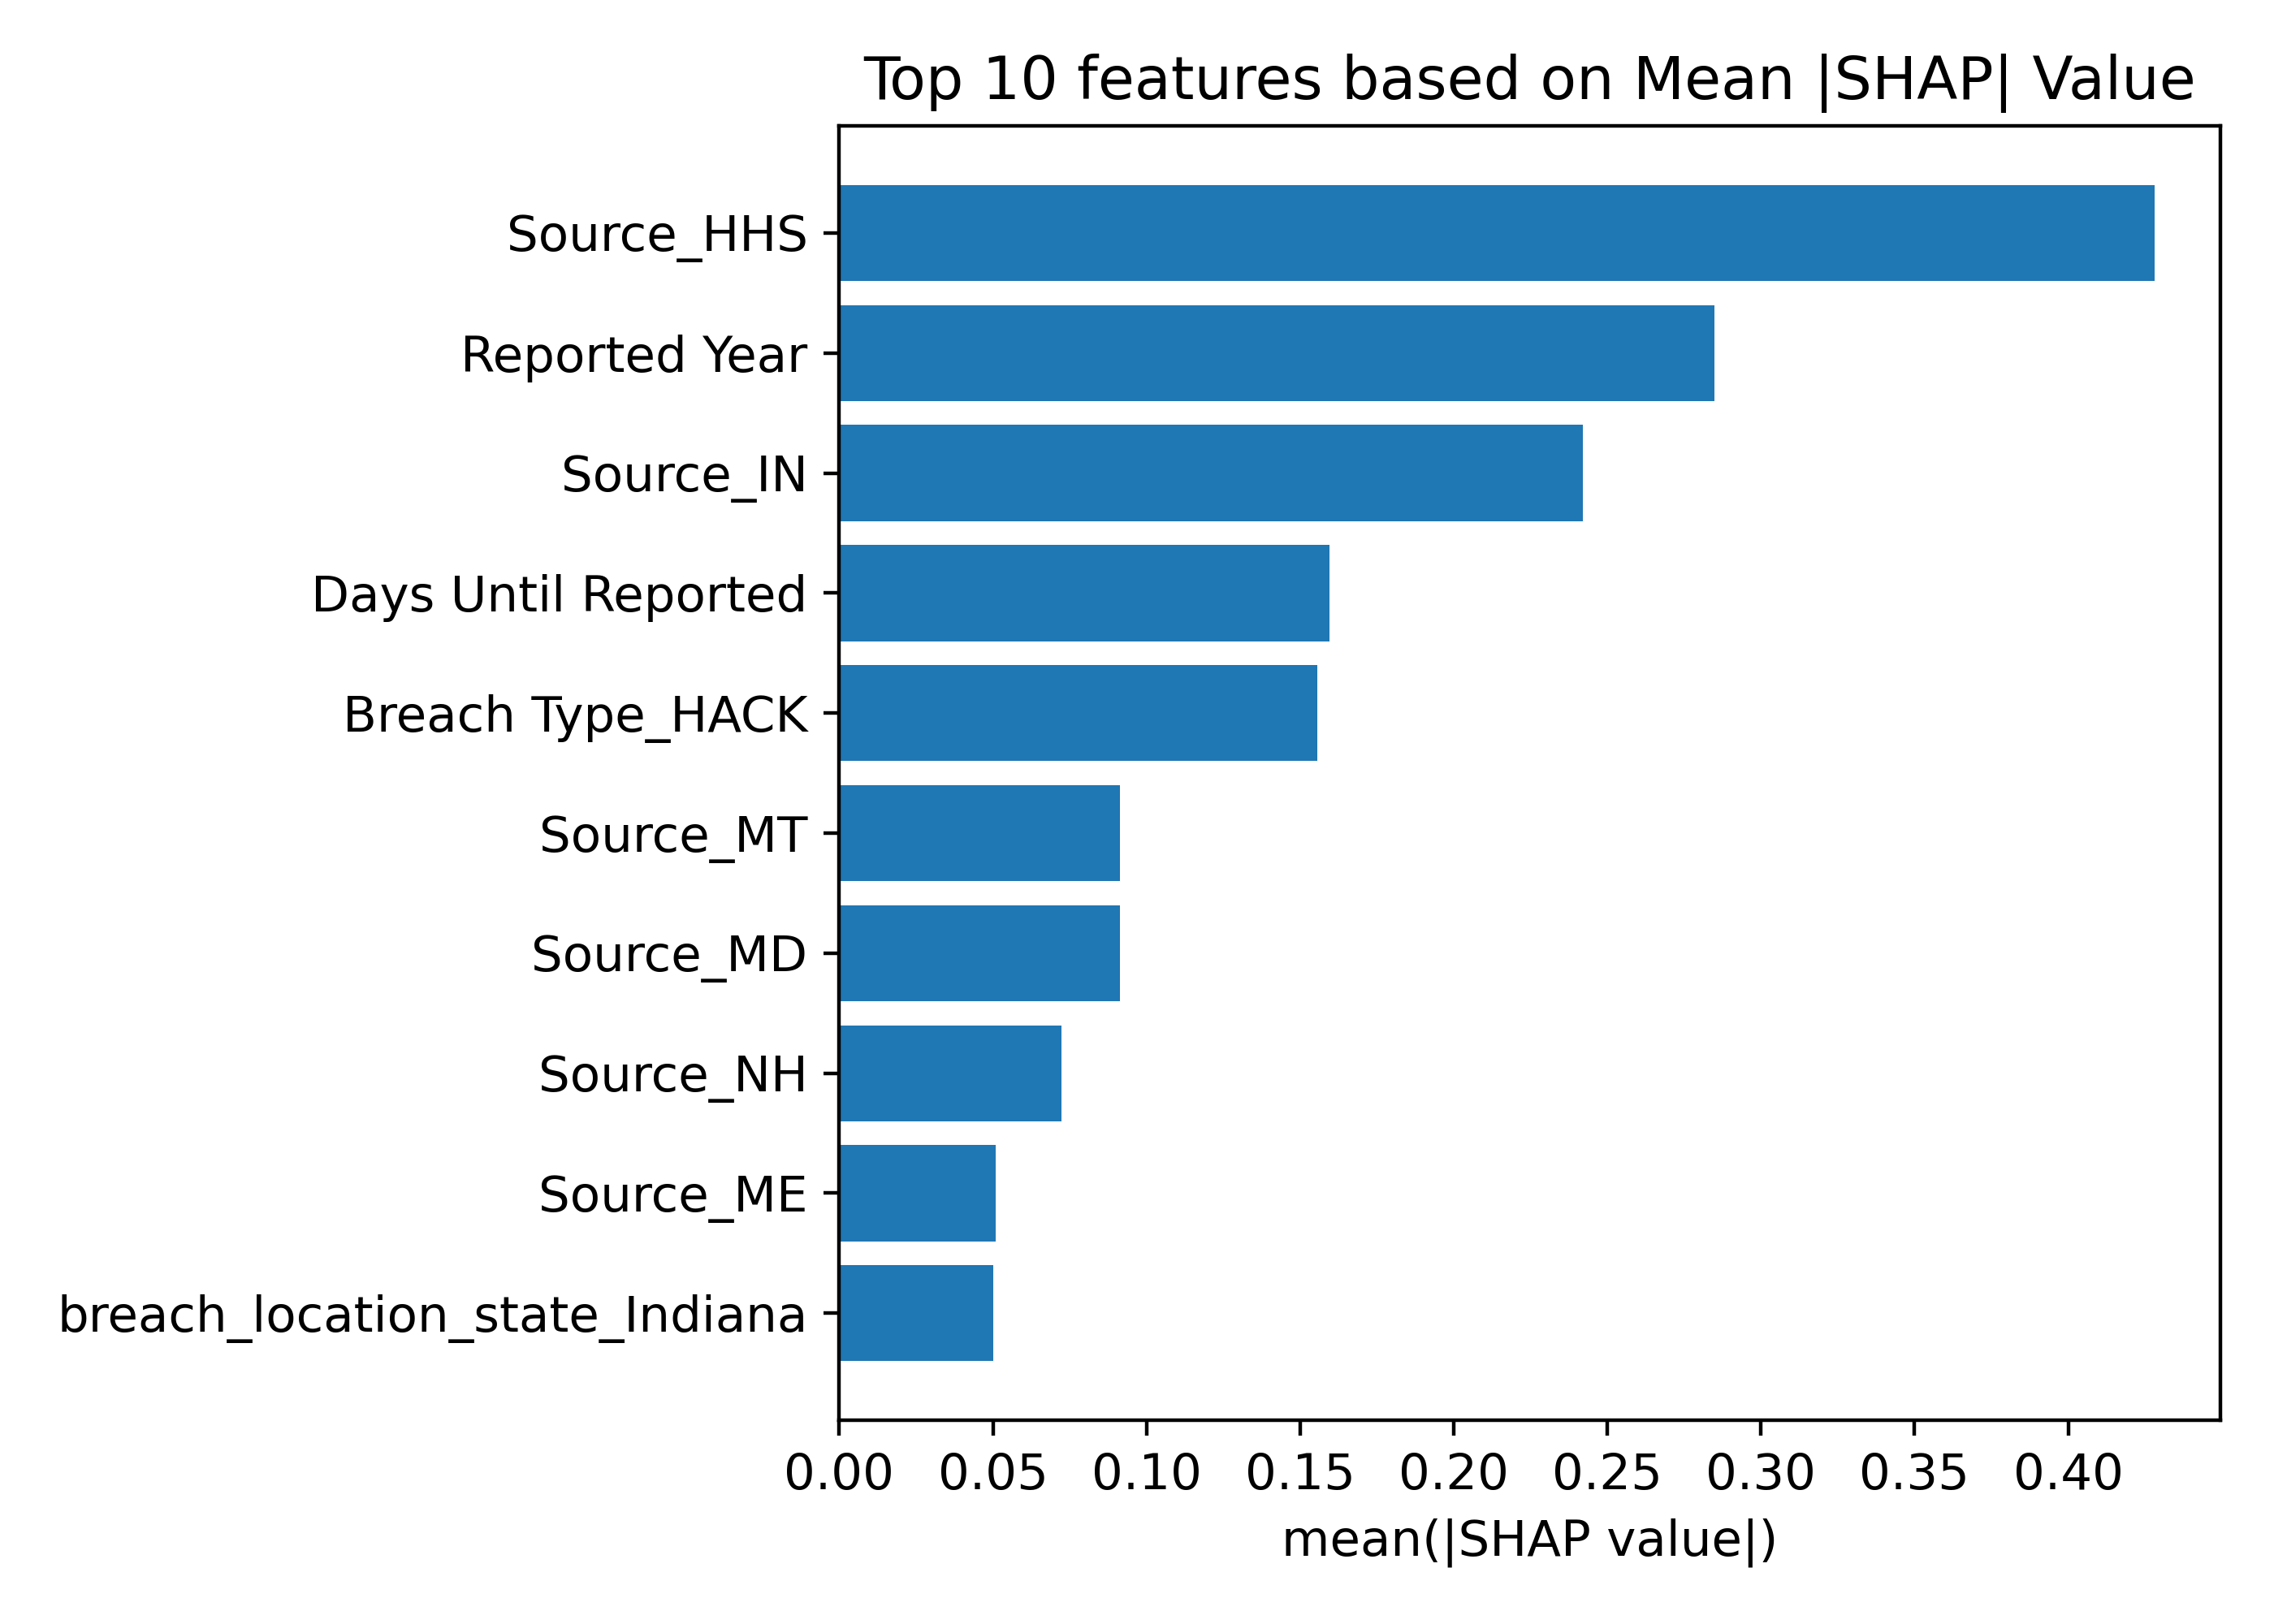 Top 10 features based on Mean |SHAP| Value
Source_HHS
Reported Year
Source_IN
Days Until Reported
Breach Type_HACK
Source_MT
Source_MD
Source_NH
Source_ME
breach_location_state_Indiana
0.00 0.05 0.10 0.15 0.20 0.25 0.30 0.35 0.40
mean(|SHAP value|)